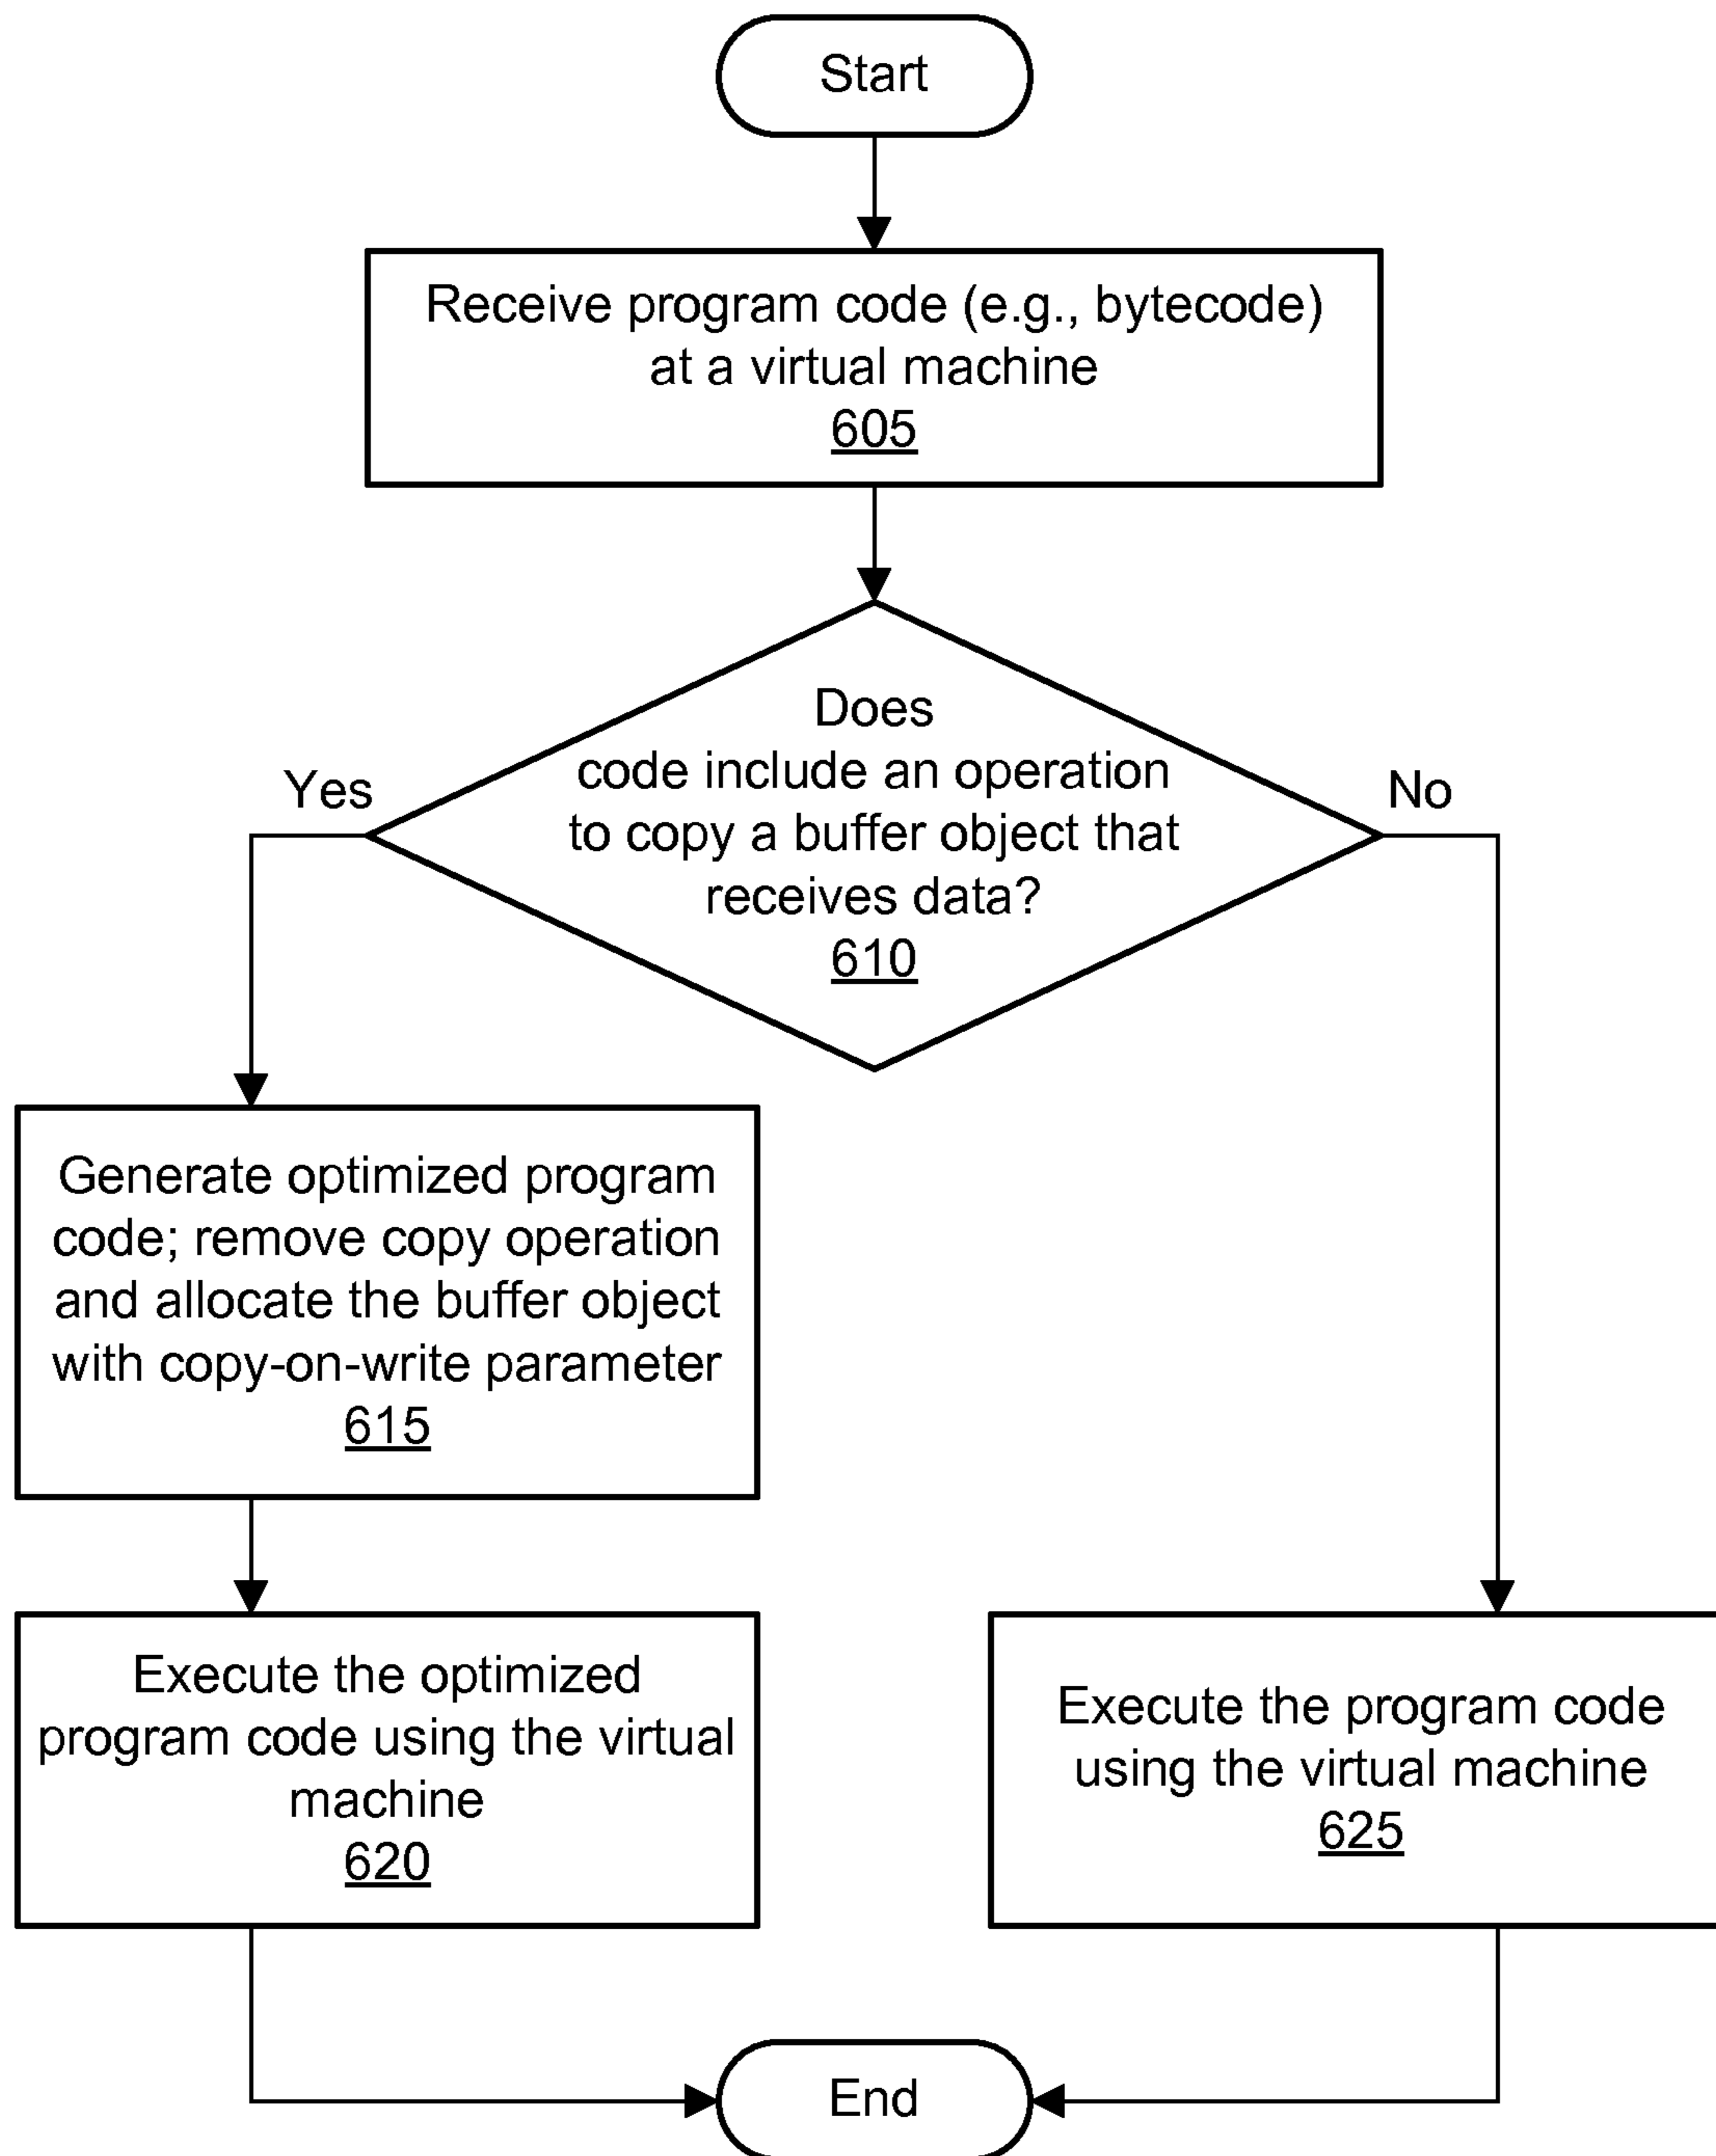 Start
Receive program code (e.g., bytecode)
at a virtual machine
605
Does
code include an operation
to copy a buffer object that
receives data?
610
Yes
No
Generate optimized program
code; remove copy operation
and allocate the buffer object
with copy-on-write parameter
615
Execute the optimized
program code using the virtual
machine
620
Execute the program code
using the virtual machine
625
End